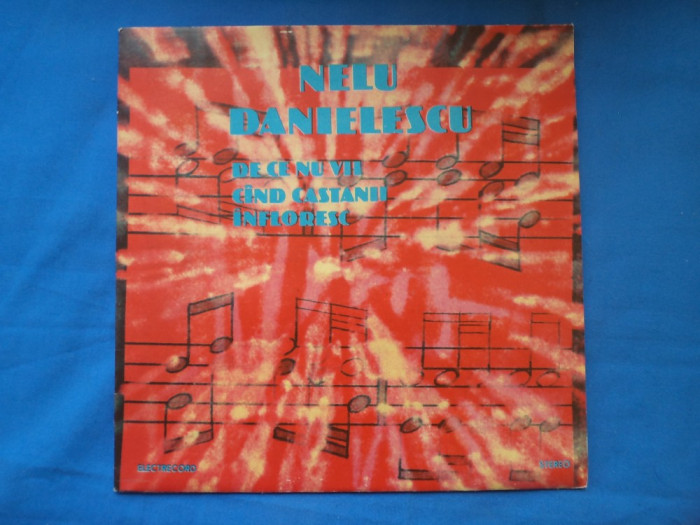 NELU
DANIELESCU
DE CE NU VII
CÎND CASTANII
ÎNFLORESC
ELECTRECORD
STEREO